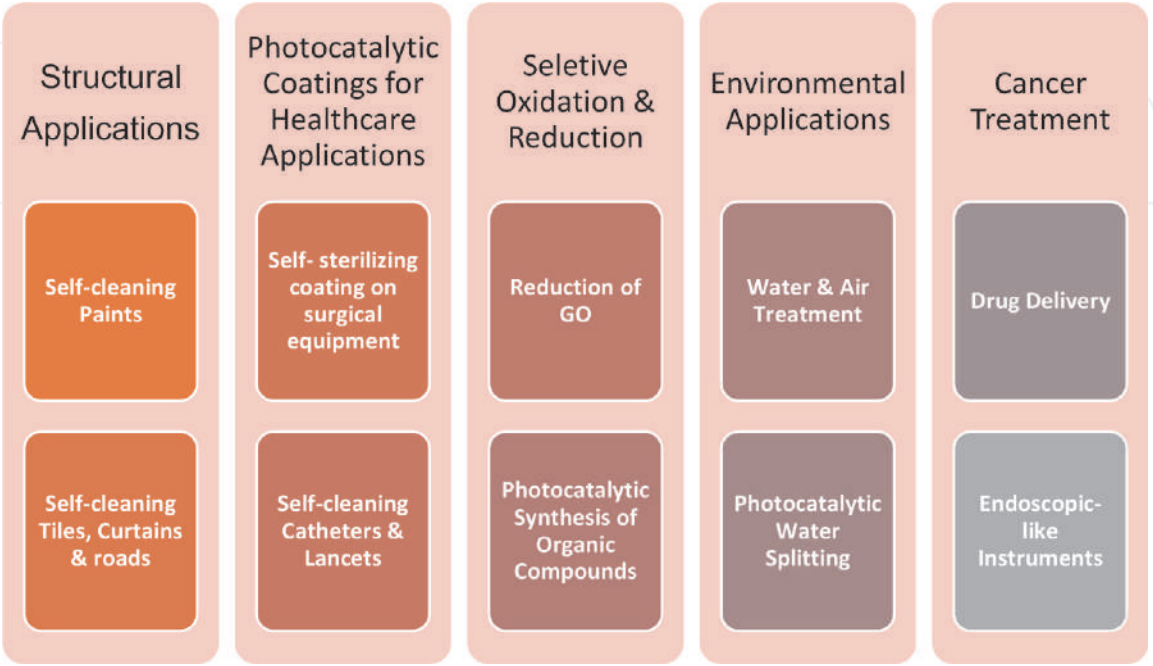 Structural
Applications
Self-cleaning
Paints
Self-cleaning
Tiles, Curtains
& roads
Photocatalytic
Coatings for
Healthcare
Applications
Self- sterilizing
coating on
surgical
equipment
Self-cleaning
Catheters &
Lancets
Seletive
Oxidation &
Reduction
Reduction of
GO
Photocatalytic
Synthesis of
Organic
Compounds
Environmental
Applications
Water & Air
Treatment
Photocatalytic
Water
Splitting
Cancer
Treatment
Drug Delivery
Endoscopic-
like
Instruments